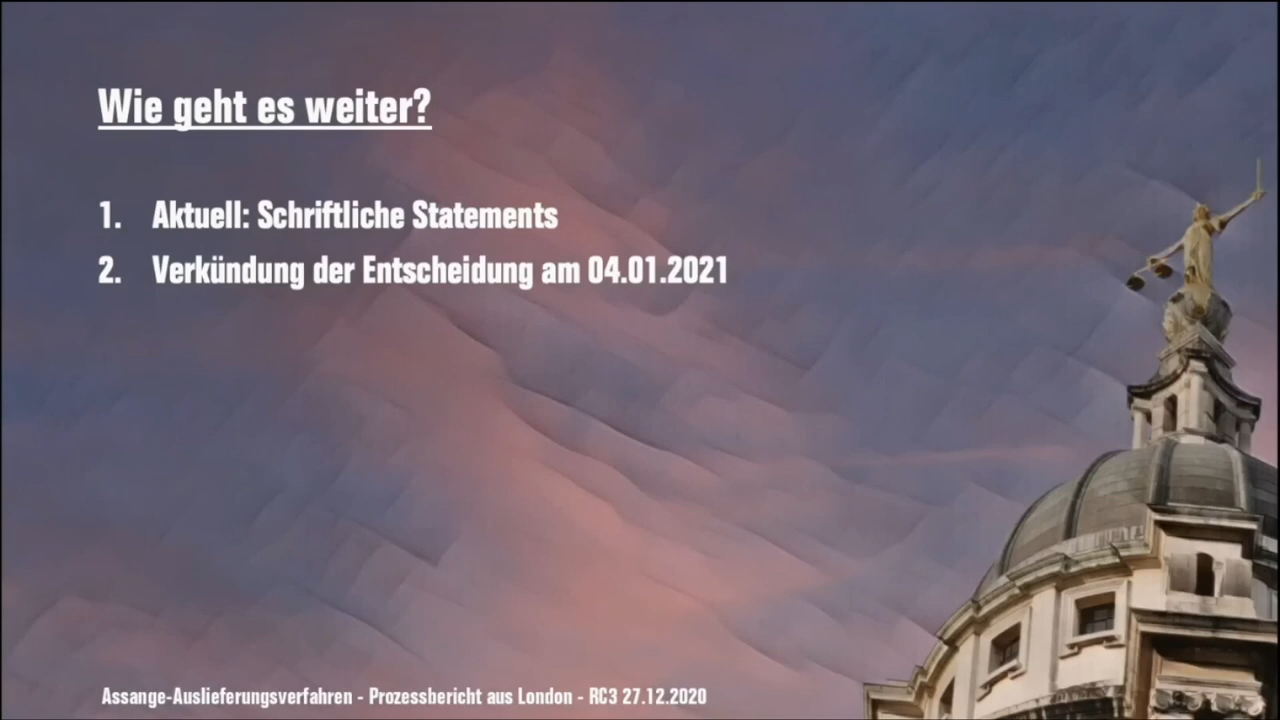 Wie geht es weiter?
1. Aktuell: Schriftliche Statements
2. Verkündung der Entscheidung am 04.01.2021
Assange-Auslieferungsverfahren - Prozessbericht aus London - RC3 27.12.2020